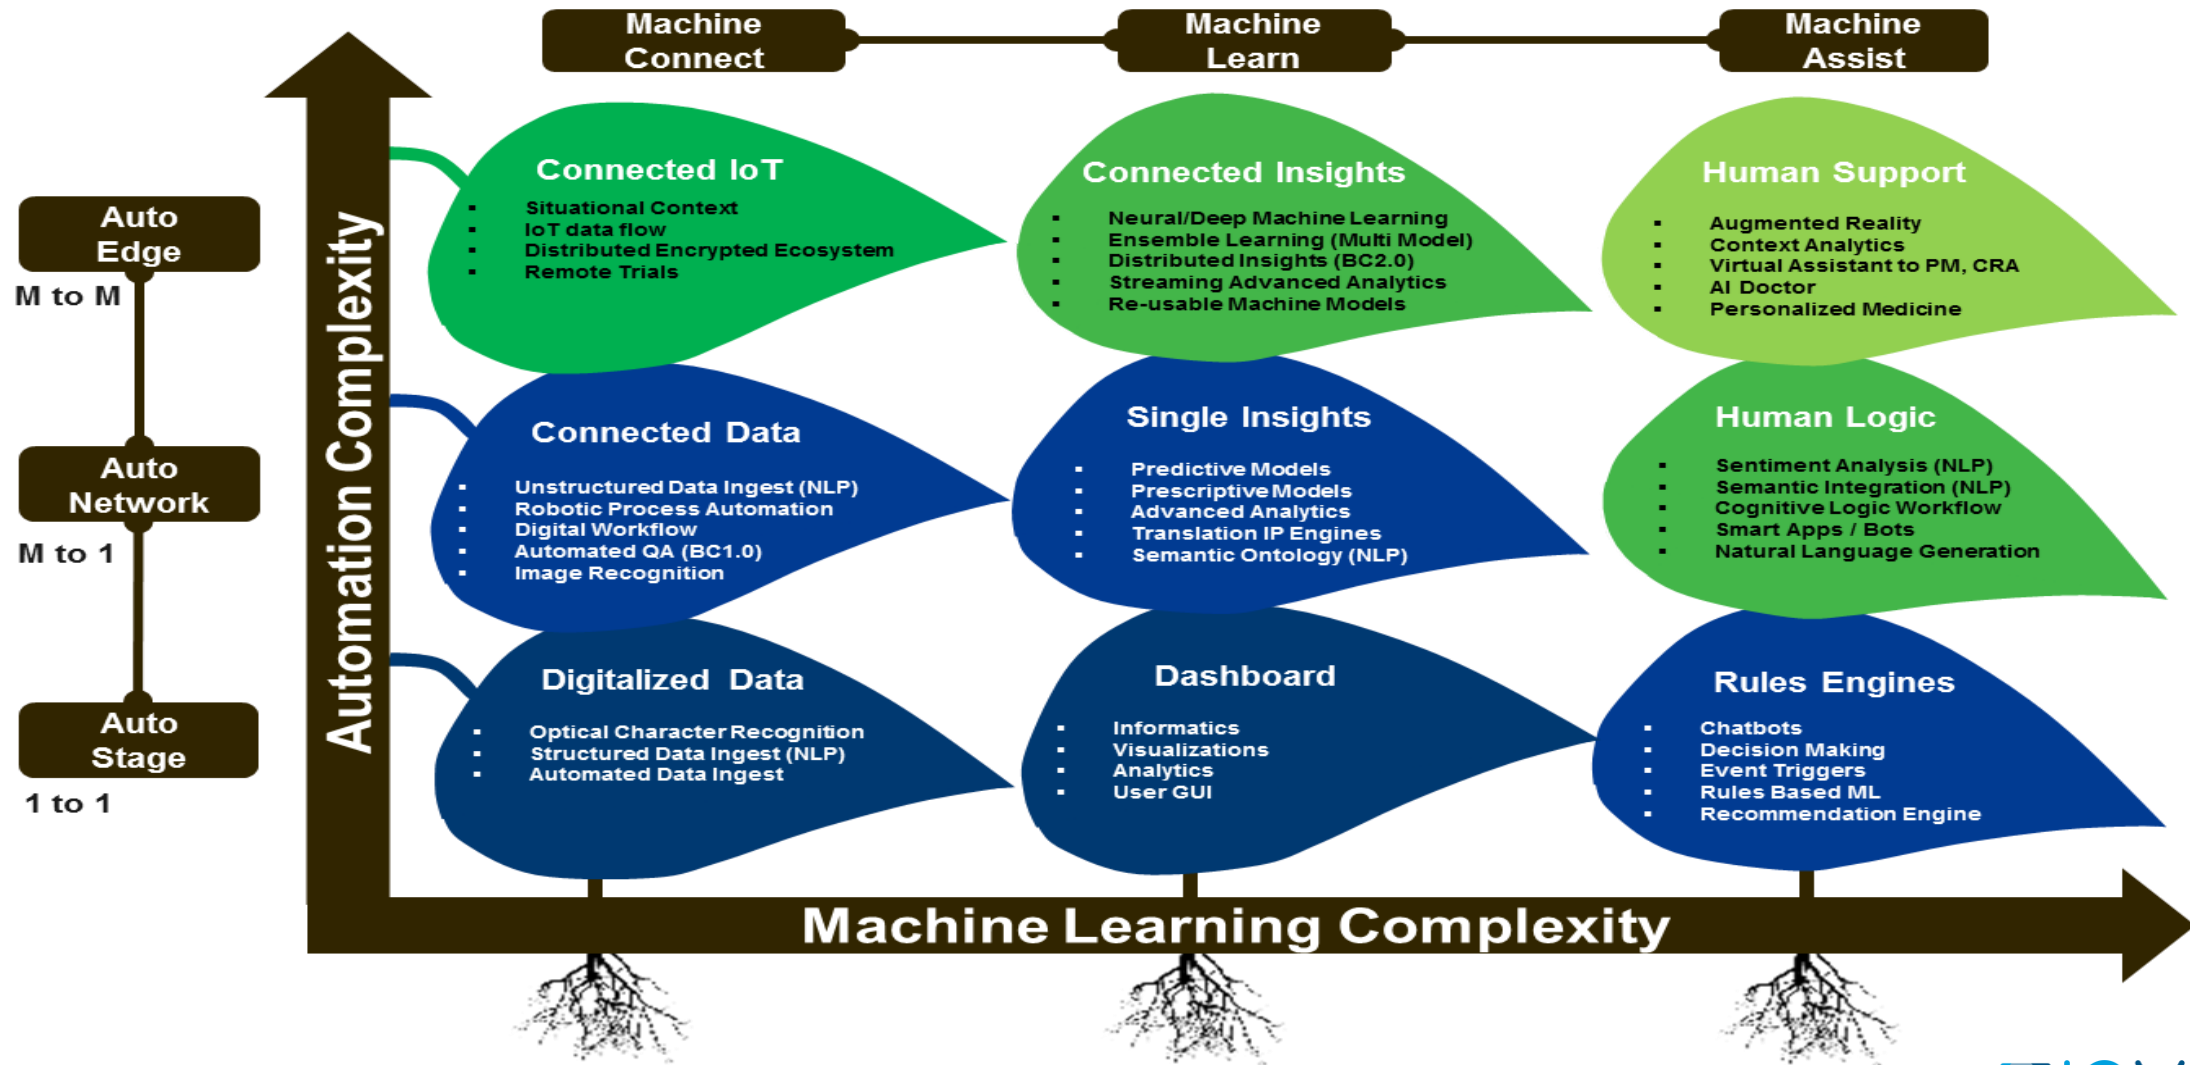 Machine
Connect
Machine
Learn
Machine
Assist
Auto
Edge
M to M
Auto
Network
M to 1
Auto
Stage
1 to 1
Automation Complexity
Connected IoT
▪ Situational Context
▪ IoT data flow
▪ Distributed Encrypted Ecosystem
▪ Remote Trials
Connected Insights
▪ Neural/Deep Machine Learning
▪ Ensemble Learning (Multi Model)
▪ Distributed Insights (BC2.0)
▪ Streaming Advanced Analytics
▪ Re-usable Machine Models
Human Support
▪ Augmented Reality
▪ Context Analytics
▪ Virtual Assistant to PM, CRA
▪ AI Doctor
▪ Personalized Medicine
Connected Data
▪ Unstructured Data Ingest (NLP)
▪ Robotic Process Automation
▪ Digital Workflow
▪ Automated QA (BC1.0)
▪ Image Recognition
Single Insights
▪ Predictive Models
▪ Prescriptive Models
▪ Advanced Analytics
▪ Translation IP Engines
▪ Semantic Ontology (NLP)
Human Logic
▪ Sentiment Analysis (NLP)
▪ Semantic Integration (NLP)
▪ Cognitive Logic Workflow
▪ Smart Apps / Bots
▪ Natural Language Generation
Digitalized Data
▪ Optical Character Recognition
▪ Structured Data Ingest (NLP)
▪ Automated Data Ingest
Dashboard
▪ Informatics
▪ Visualizations
▪ Analytics
▪ User GUI
Rules Engines
▪ Chatbots
▪ Decision Making
▪ Event Triggers
▪ Rules Based ML
▪ Recommendation Engine
Machine Learning Complexity